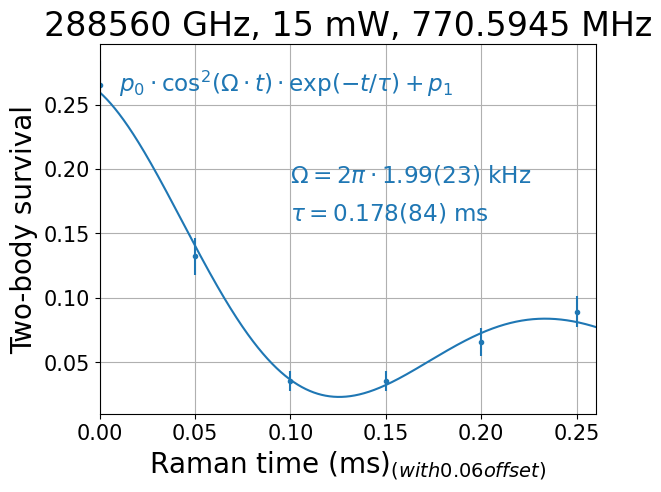 288560 GHz, 15 mW, 770.5945 MHz
p₀ · cos²(Ω · t) · exp(−t/τ) + p₁
Ω = 2π · 1.99(23) kHz
τ = 0.178(84) ms
Two-body survival
0.25
0.20
0.15
0.10
0.05
0.00 0.05 0.10 0.15 0.20 0.25
Raman time (ms)(with0.06offset)